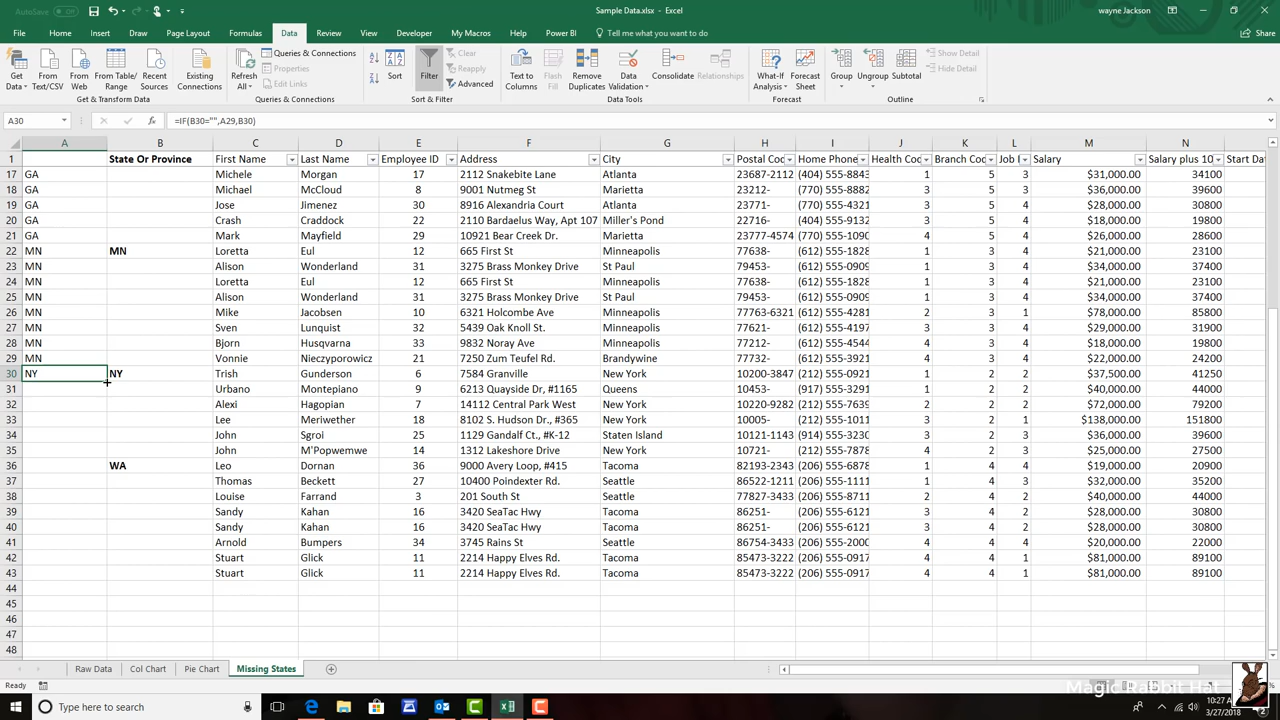 AutoSave Off Sample Data.xlsx - Excel wayne Jackson
File Home Insert Draw Page Layout Formulas Data Review View Developer My Macros Help Power BI Tell me what you want to do Share
Get Data From Text/CSV From Web From Table/Range Recent Sources Existing Connections Refresh All Queries & Connections Properties Edit Links Sort Filter Clear Reapply Advanced Text to Columns Flash Fill Remove Duplicates Data Validation Consolidate Relationships What-If Analysis Forecast Sheet Group Ungroup Subtotal Show Detail Hide Detail
Get & Transform Data Queries & Connections Sort & Filter Data Tools Forecast Outline
A30 fx =IF(B30="",A29,B30)
A B C D E F G H I J K L M N
1 State Or Province First Name Last Name Employee ID Address City Postal Coc Home Phone Health Coc Branch Coc Job Salary Salary plus 10 Start Da
17 GA Michele Morgan 17 2112 Snakebite Lane Atlanta 23687-2112 (404) 555-8843 1 5 3 $31,000.00 34100
18 GA Michael McCloud 8 9001 Nutmeg St Marietta 23212- (770) 555-8882 3 5 3 $36,000.00 39600
19 GA Jose Jimenez 30 8916 Alexandria Court Atlanta 23771- (770) 555-4321 3 5 4 $28,000.00 30800
20 GA Crash Craddock 22 2110 Bardaelus Way, Apt 107 Miller's Pond 22716- (404) 555-9132 3 5 4 $18,000.00 19800
21 GA Mark Mayfield 29 10921 Bear Creek Dr. Marietta 23777-4574 (770) 555-1090 4 5 4 $26,000.00 28600
22 MN MN Loretta Eul 12 665 First St Minneapolis 77638- (612) 555-1828 1 3 4 $21,000.00 23100
23 MN Alison Wonderland 31 3275 Brass Monkey Drive St Paul 79453- (612) 555-0909 1 3 4 $34,000.00 37400
24 MN Loretta Eul 12 665 First St Minneapolis 77638- (612) 555-1828 1 3 4 $21,000.00 23100
25 MN Alison Wonderland 31 3275 Brass Monkey Drive St Paul 79453- (612) 555-0909 1 3 4 $34,000.00 37400
26 MN Mike Jacobsen 10 6321 Holcombe Ave Minneapolis 77763-6321 (612) 555-4281 2 3 1 $78,000.00 85800
27 MN Sven Lunquist 32 5439 Oak Knoll St. Minneapolis 77621- (612) 555-4197 3 3 4 $29,000.00 31900
28 MN Bjorn Husqvarna 33 9832 Noray Ave Minneapolis 77734- (612) 555-4792 4 3 4 $18,000.00 19800
29 MN Vonnie Nieczyporowicz 21 7250 Zum Teufel Rd. Brandywine 77732- (612) 555-3921 4 3 4 $22,000.00 24200
30 NY NY Trish Gunderson 6 7584 Granville New York 10200-3847 (212) 555-4023 1 2 3 $37,500.00 41250
31 Urbano Montepiano 9 6213 Quayside Dr, #1165 Queens 10453- (917) 555-3291 1 2 2 $40,000.00 44000
32 Alexi Hagopian 7 14112 Central Park West New York 10220-9282 (212) 555-7639 2 2 2 $72,000.00 79200
33 Lee Meriwether 18 8102 S. Hudson Dr., #365 New York 10005- (212) 555-1011 3 2 1 $138,000.00 151800
34 John Sgroi 25 1129 Gandalf Ct., #K-12 Staten Island 10121-1143 (914) 555-3230 3 2 3 $36,000.00 39600
35 John M'Popwemwe 14 1312 Lakeshore Drive New York 10721- (212) 555-7878 4 2 3 $25,000.00 27500
36 WA Leo Dornan 36 9000 Avery Loop, #415 Tacoma 82193-2343 (206) 555-6878 1 4 4 $19,000.00 20900
37 Thomas Beckett 27 10400 Poindexter Rd. Seattle 86522-1211 (206) 555-1111 1 4 3 $32,000.00 35200
38 Louise Farrand 3 201 South St Seattle 77827-3433 (206) 555-8711 2 4 2 $40,000.00 44000
39 Sandy Kahan 16 3420 SeaTac Hwy Tacoma 86251- (206) 555-6121 3 4 2 $28,000.00 30800
40 Sandy Kahan 16 3420 SeaTac Hwy Tacoma 86251- (206) 555-6121 3 4 2 $28,000.00 30800
41 Arnold Bumpers 34 3745 Rains St Seattle 86754-3433 (206) 555-2000 4 4 4 $20,000.00 22000
42 Stuart Glick 11 2214 Happy Elves Rd. Tacoma 85473-3222 (206) 555-0917 4 4 1 $81,000.00 89100
43 Stuart Glick 11 2214 Happy Elves Rd. Tacoma 85473-3222 (206) 555-0917 4 4 1 $81,000.00 89100
44
45
46
47
48
Raw Data Col Chart Pie Chart Missing States
Ready
Magic Rabbit Hat
Type here to search 10:27 AM
3/27/2018